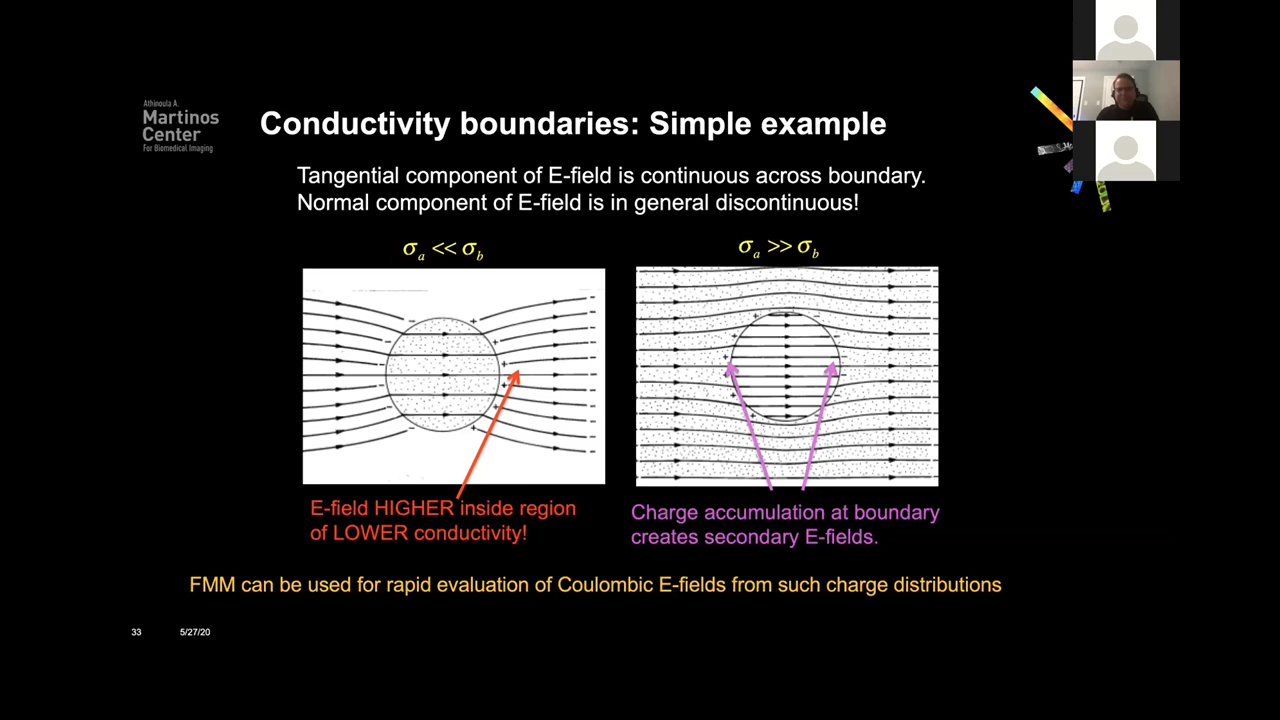 Athinoula A.
Martinos
Center
For Biomedical Imaging
Conductivity boundaries: Simple example
Tangential component of E-field is continuous across boundary.
Normal component of E-field is in general discontinuous!
σa << σb
σa >> σb
E-field HIGHER inside region
of LOWER conductivity!
Charge accumulation at boundary
creates secondary E-fields.
FMM can be used for rapid evaluation of Coulombic E-fields from such charge distributions
33
5/27/20